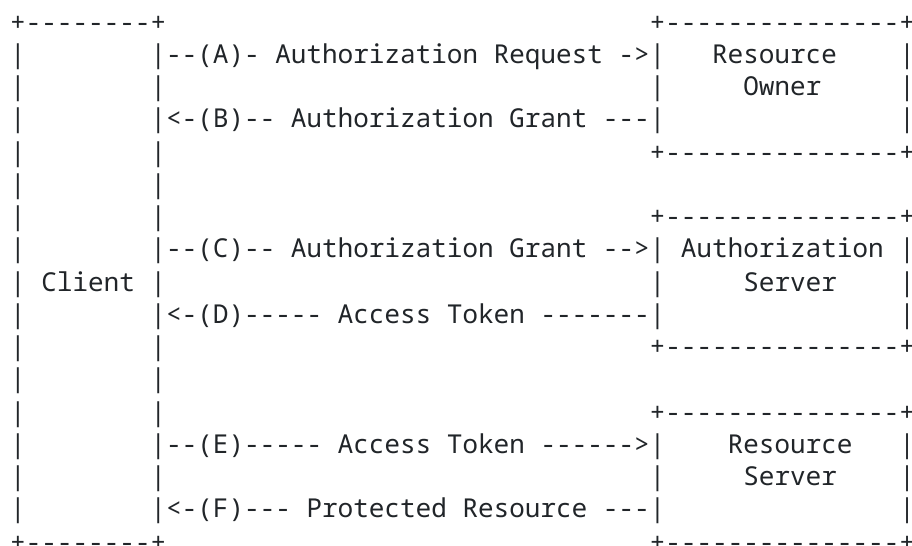 +--------+                               +---------------+
|        |--(A)- Authorization Request ->|   Resource    |
|        |                               |     Owner     |
|        |<-(B)-- Authorization Grant ---|               |
|        |                               +---------------+
|        |
|        |                               +---------------+
|        |--(C)-- Authorization Grant -->| Authorization |
| Client |                               |     Server    |
|        |<-(D)----- Access Token -------|               |
|        |                               +---------------+
|        |
|        |                               +---------------+
|        |--(E)----- Access Token ------>|    Resource   |
|        |                               |     Server    |
|        |<-(F)--- Protected Resource ---|               |
+--------+                               +---------------+